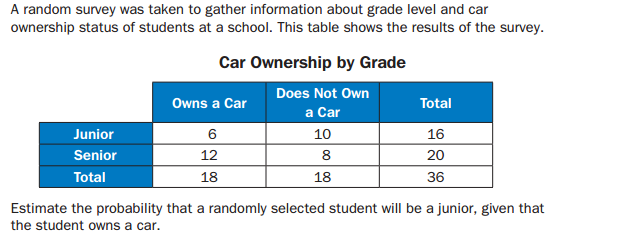 A random survey was taken to gather information about grade level and car
ownership status of students at a school. This table shows the results of the survey.
Car Ownership by Grade
Owns a Car Does Not Own a Car Total
Junior 6 10 16
Senior 12 8 20
Total 18 18 36
Estimate the probability that a randomly selected student will be a junior, given that
the student owns a car.